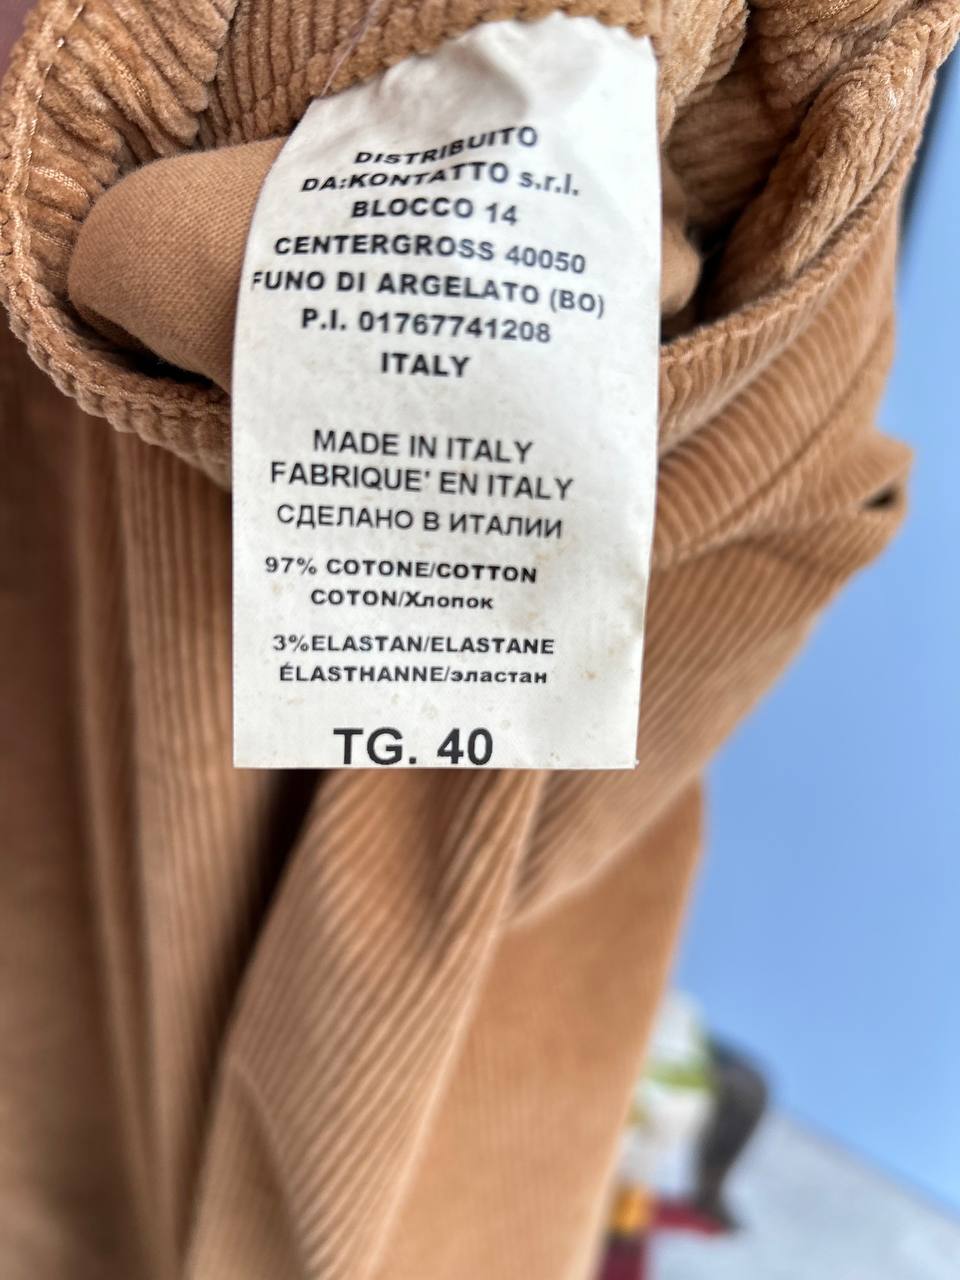 DISTRIBUITO
DA:KONTATTO s.r.l.
BLOCCO 14
CENTERGROSS 40050
FUNO DI ARGELATO (BO)
P.I. 01767741208
ITALY
MADE IN ITALY
FABRIQUE' EN ITALY
СДЕЛАНО В ИТАЛИИ
97% COTONE/COTTON
COTON/Хлопок
3%ELASTAN/ELASTANE
ÉLASTHANNE/эластан
TG. 40